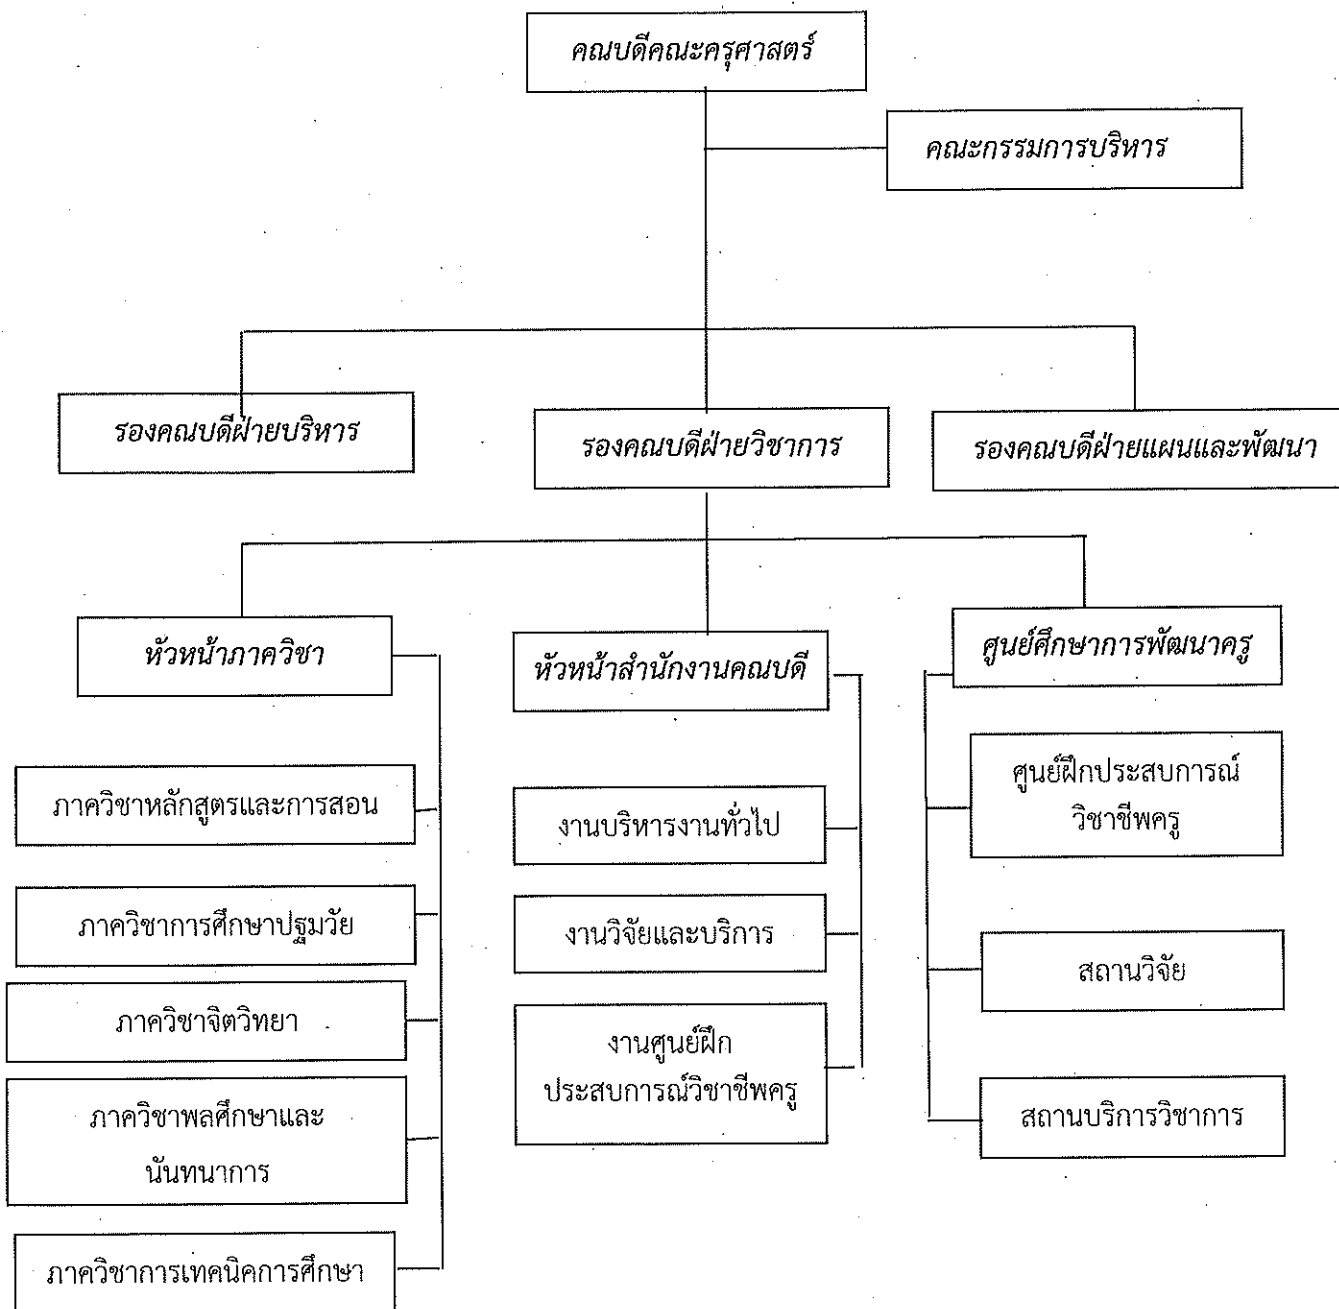 คณบดีคณะครุศาสตร์
คณะกรรมการบริหาร
รองคณบดีฝ่ายบริหาร
รองคณบดีฝ่ายวิชาการ
รองคณบดีฝ่ายแผนและพัฒนา
หัวหน้าภาควิชา
หัวหน้าสำนักงานคณบดี
ศูนย์ศึกษาการพัฒนาครู
ภาควิชาหลักสูตรและการสอน
ภาควิชาการศึกษาปฐมวัย
ภาควิชาจิตวิทยา
ภาควิชาพลศึกษาและ
นันทนาการ
ภาควิชาการเทคนิคการศึกษา
งานบริหารงานทั่วไป
งานวิจัยและบริการ
งานศูนย์ฝึก
ประสบการณ์วิชาชีพครู
ศูนย์ฝึกประสบการณ์
วิชาชีพครู
สถานวิจัย
สถานบริการวิชาการ